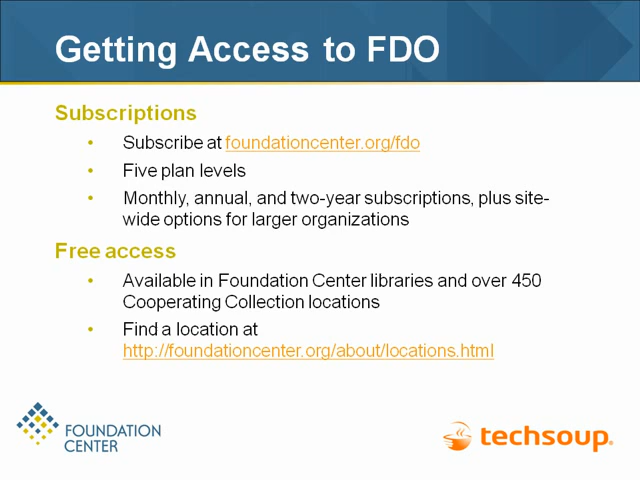 Getting Access to FDO
Subscriptions
• Subscribe at foundationcenter.org/fdo
• Five plan levels
• Monthly, annual, and two-year subscriptions, plus site-
wide options for larger organizations
Free access
• Available in Foundation Center libraries and over 450
Cooperating Collection locations
• Find a location at
http://foundationcenter.org/about/locations.html
FOUNDATION
CENTER
techsoup.